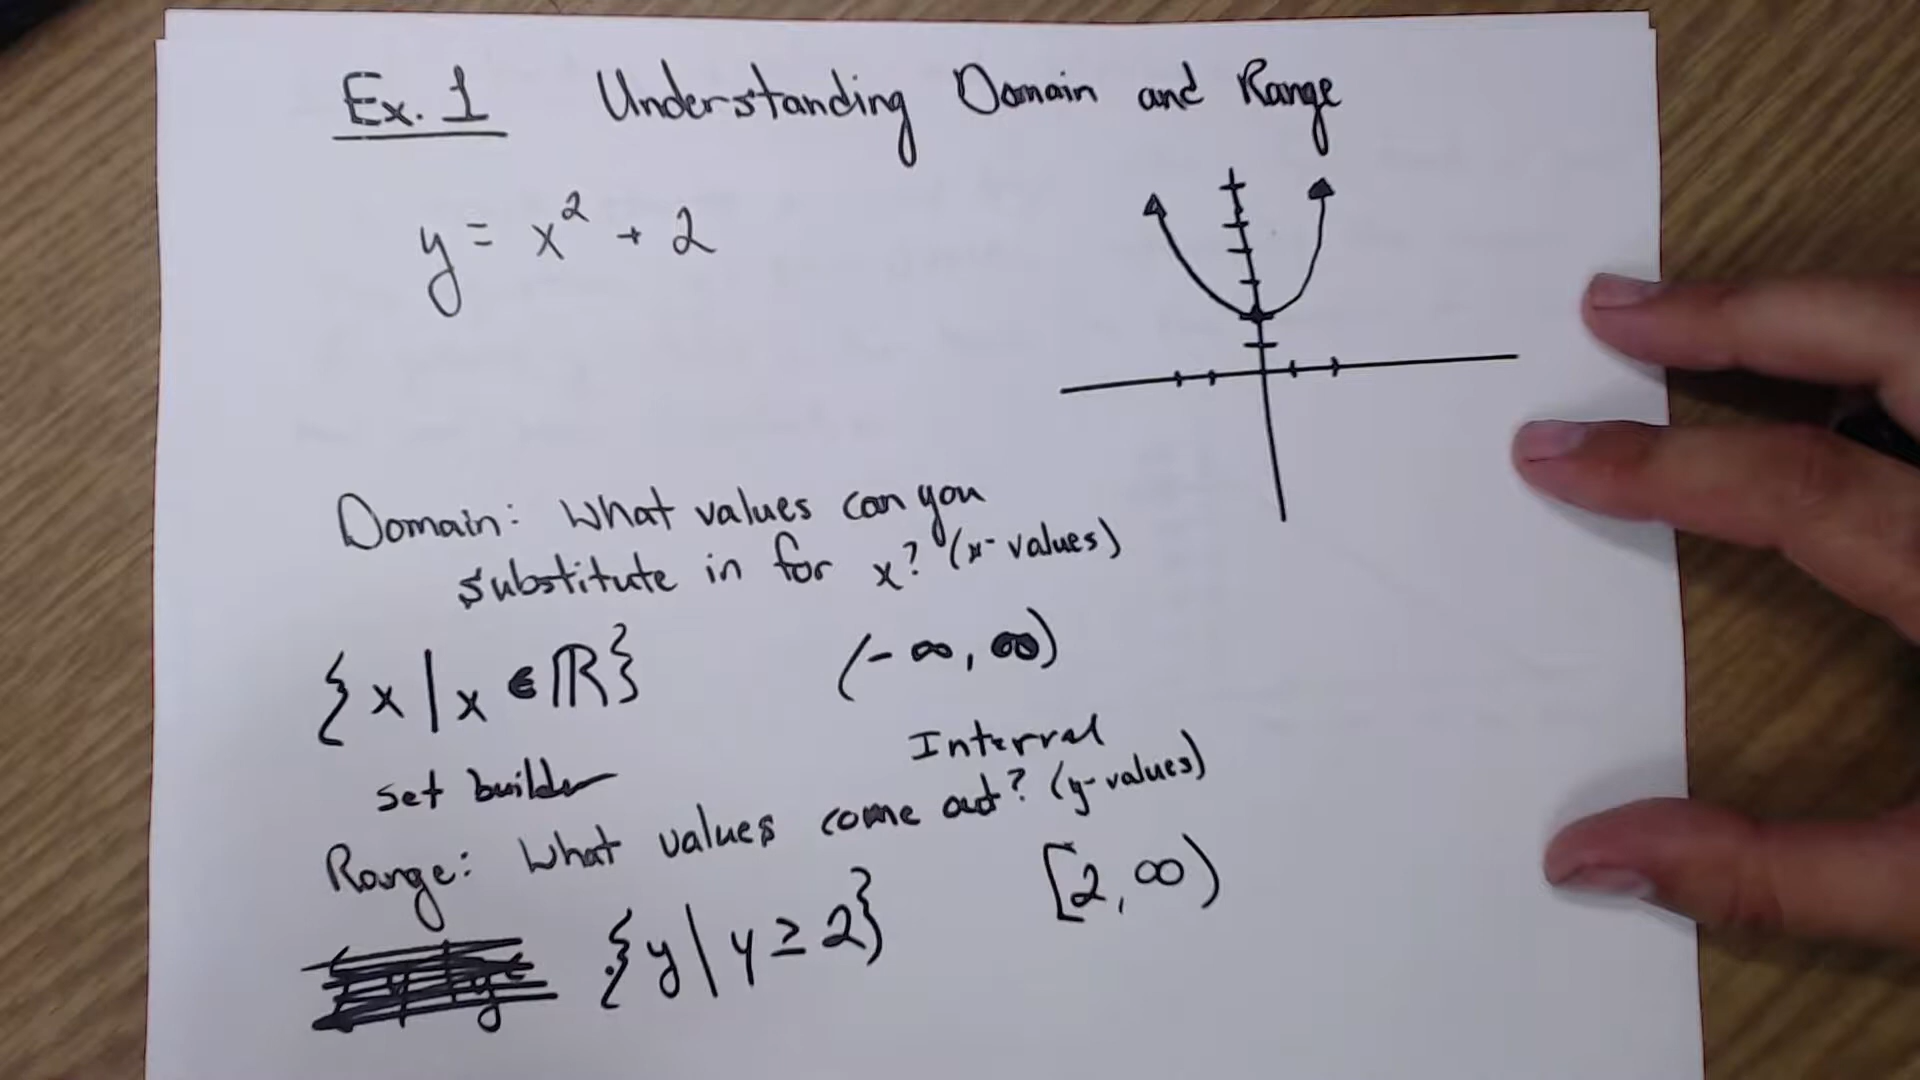 Ex. 1 Understanding Domain and Range
y = x² + 2
Domain: What values can you
substitute in for x? (x-values)
{x | x ∈ ℝ} (-∞, ∞)
set builder Interval
Range: What values come out? (y-values)
{y | y ≥ 2} [2, ∞)